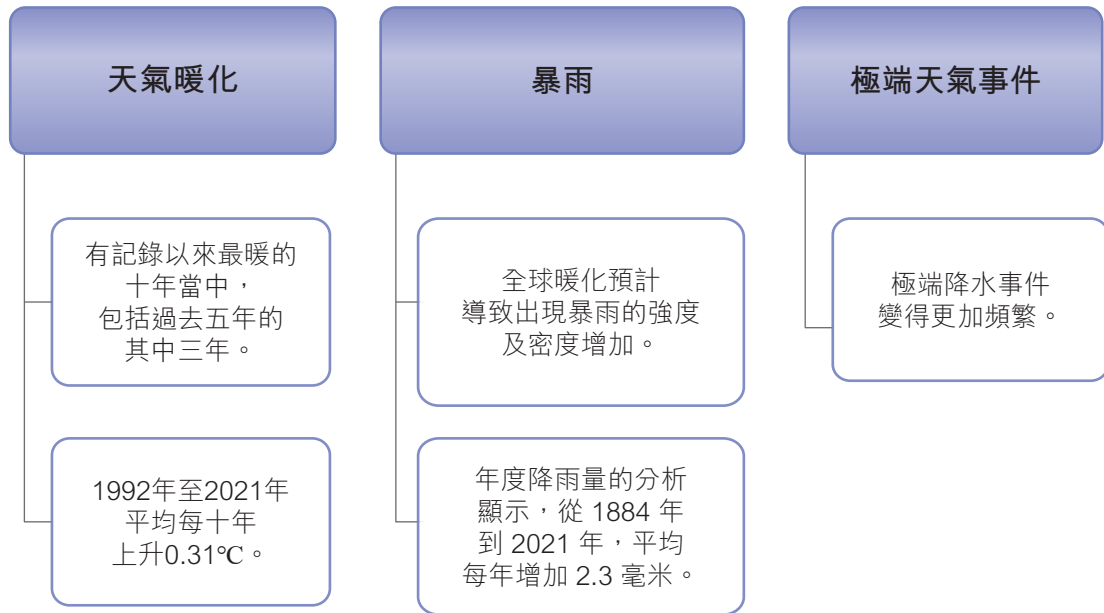 天氣暖化
有記錄以來最暖的
十年當中，
包括過去五年的
其中三年。
1992年至2021年
平均每十年
上升0.31℃。
暴雨
全球暖化預計
導致出現暴雨的強度
及密度增加。
年度降雨量的分析
顯示，從 1884 年
到 2021 年，平均
每年增加 2.3 毫米。
極端天氣事件
極端降水事件
變得更加頻繁。